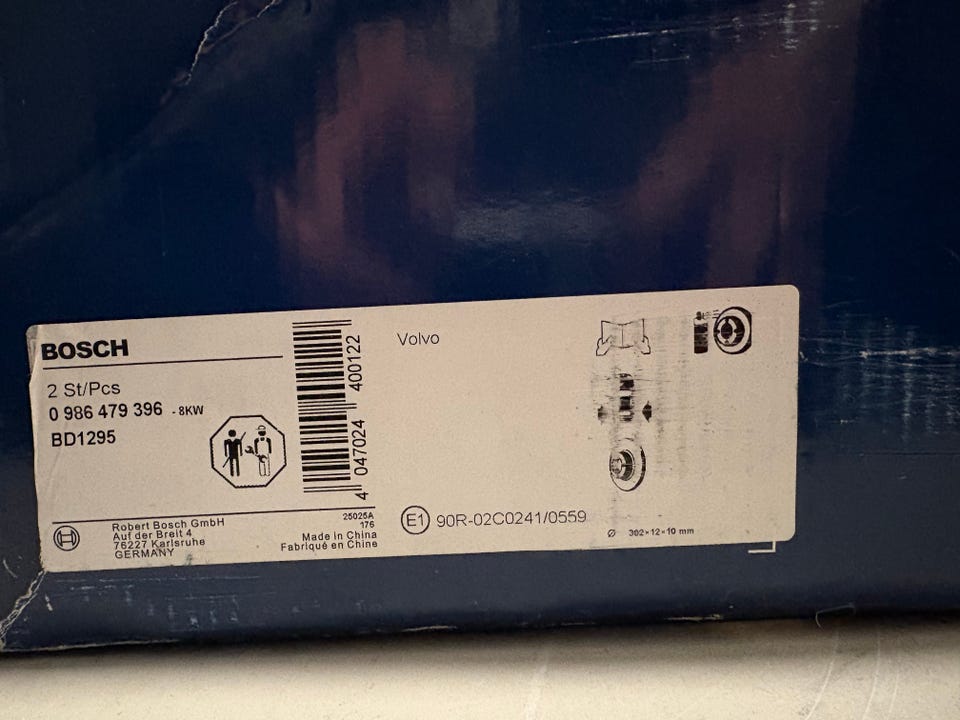 BOSCH
2 St/Pcs
0 986 479 396 - 8KW
BD1295
4 047024 400122
Robert Bosch GmbH
Auf der Breit 4
76227 Karlsruhe
GERMANY
25025A
176
Made in China
Fabriqué en Chine
Volvo
E1 90R-02C0241/0559
Ø 302×12×10 mm